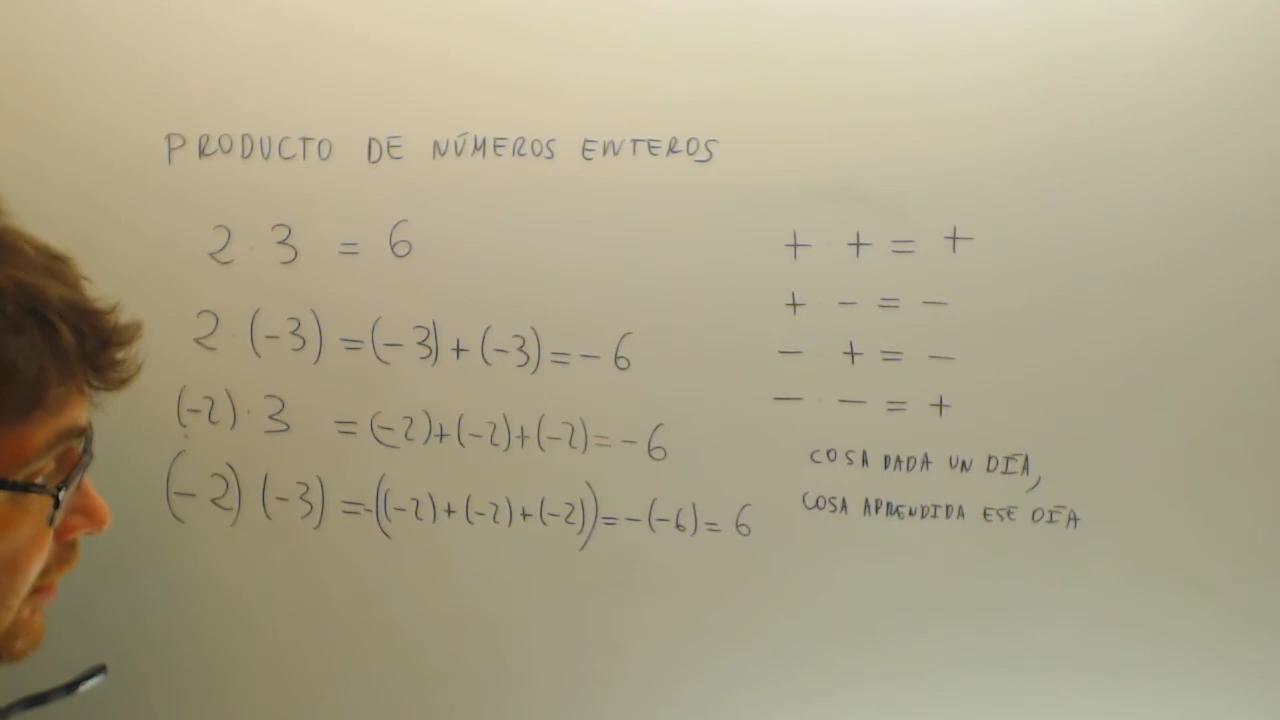 PRODUCTO DE NÚMEROS ENTEROS
2 · 3 = 6
2 · (-3) = (-3) + (-3) = -6
(-2) · 3 = (-2)+(-2)+(-2) = -6
(-2) (-3) = -((-2)+(-2)+(-2)) = -(-6) = 6
+ · + = +
+ · - = -
- · + = -
- · - = +
COSA DADA UN DÍA,
COSA APRENDIDA ESE DÍA